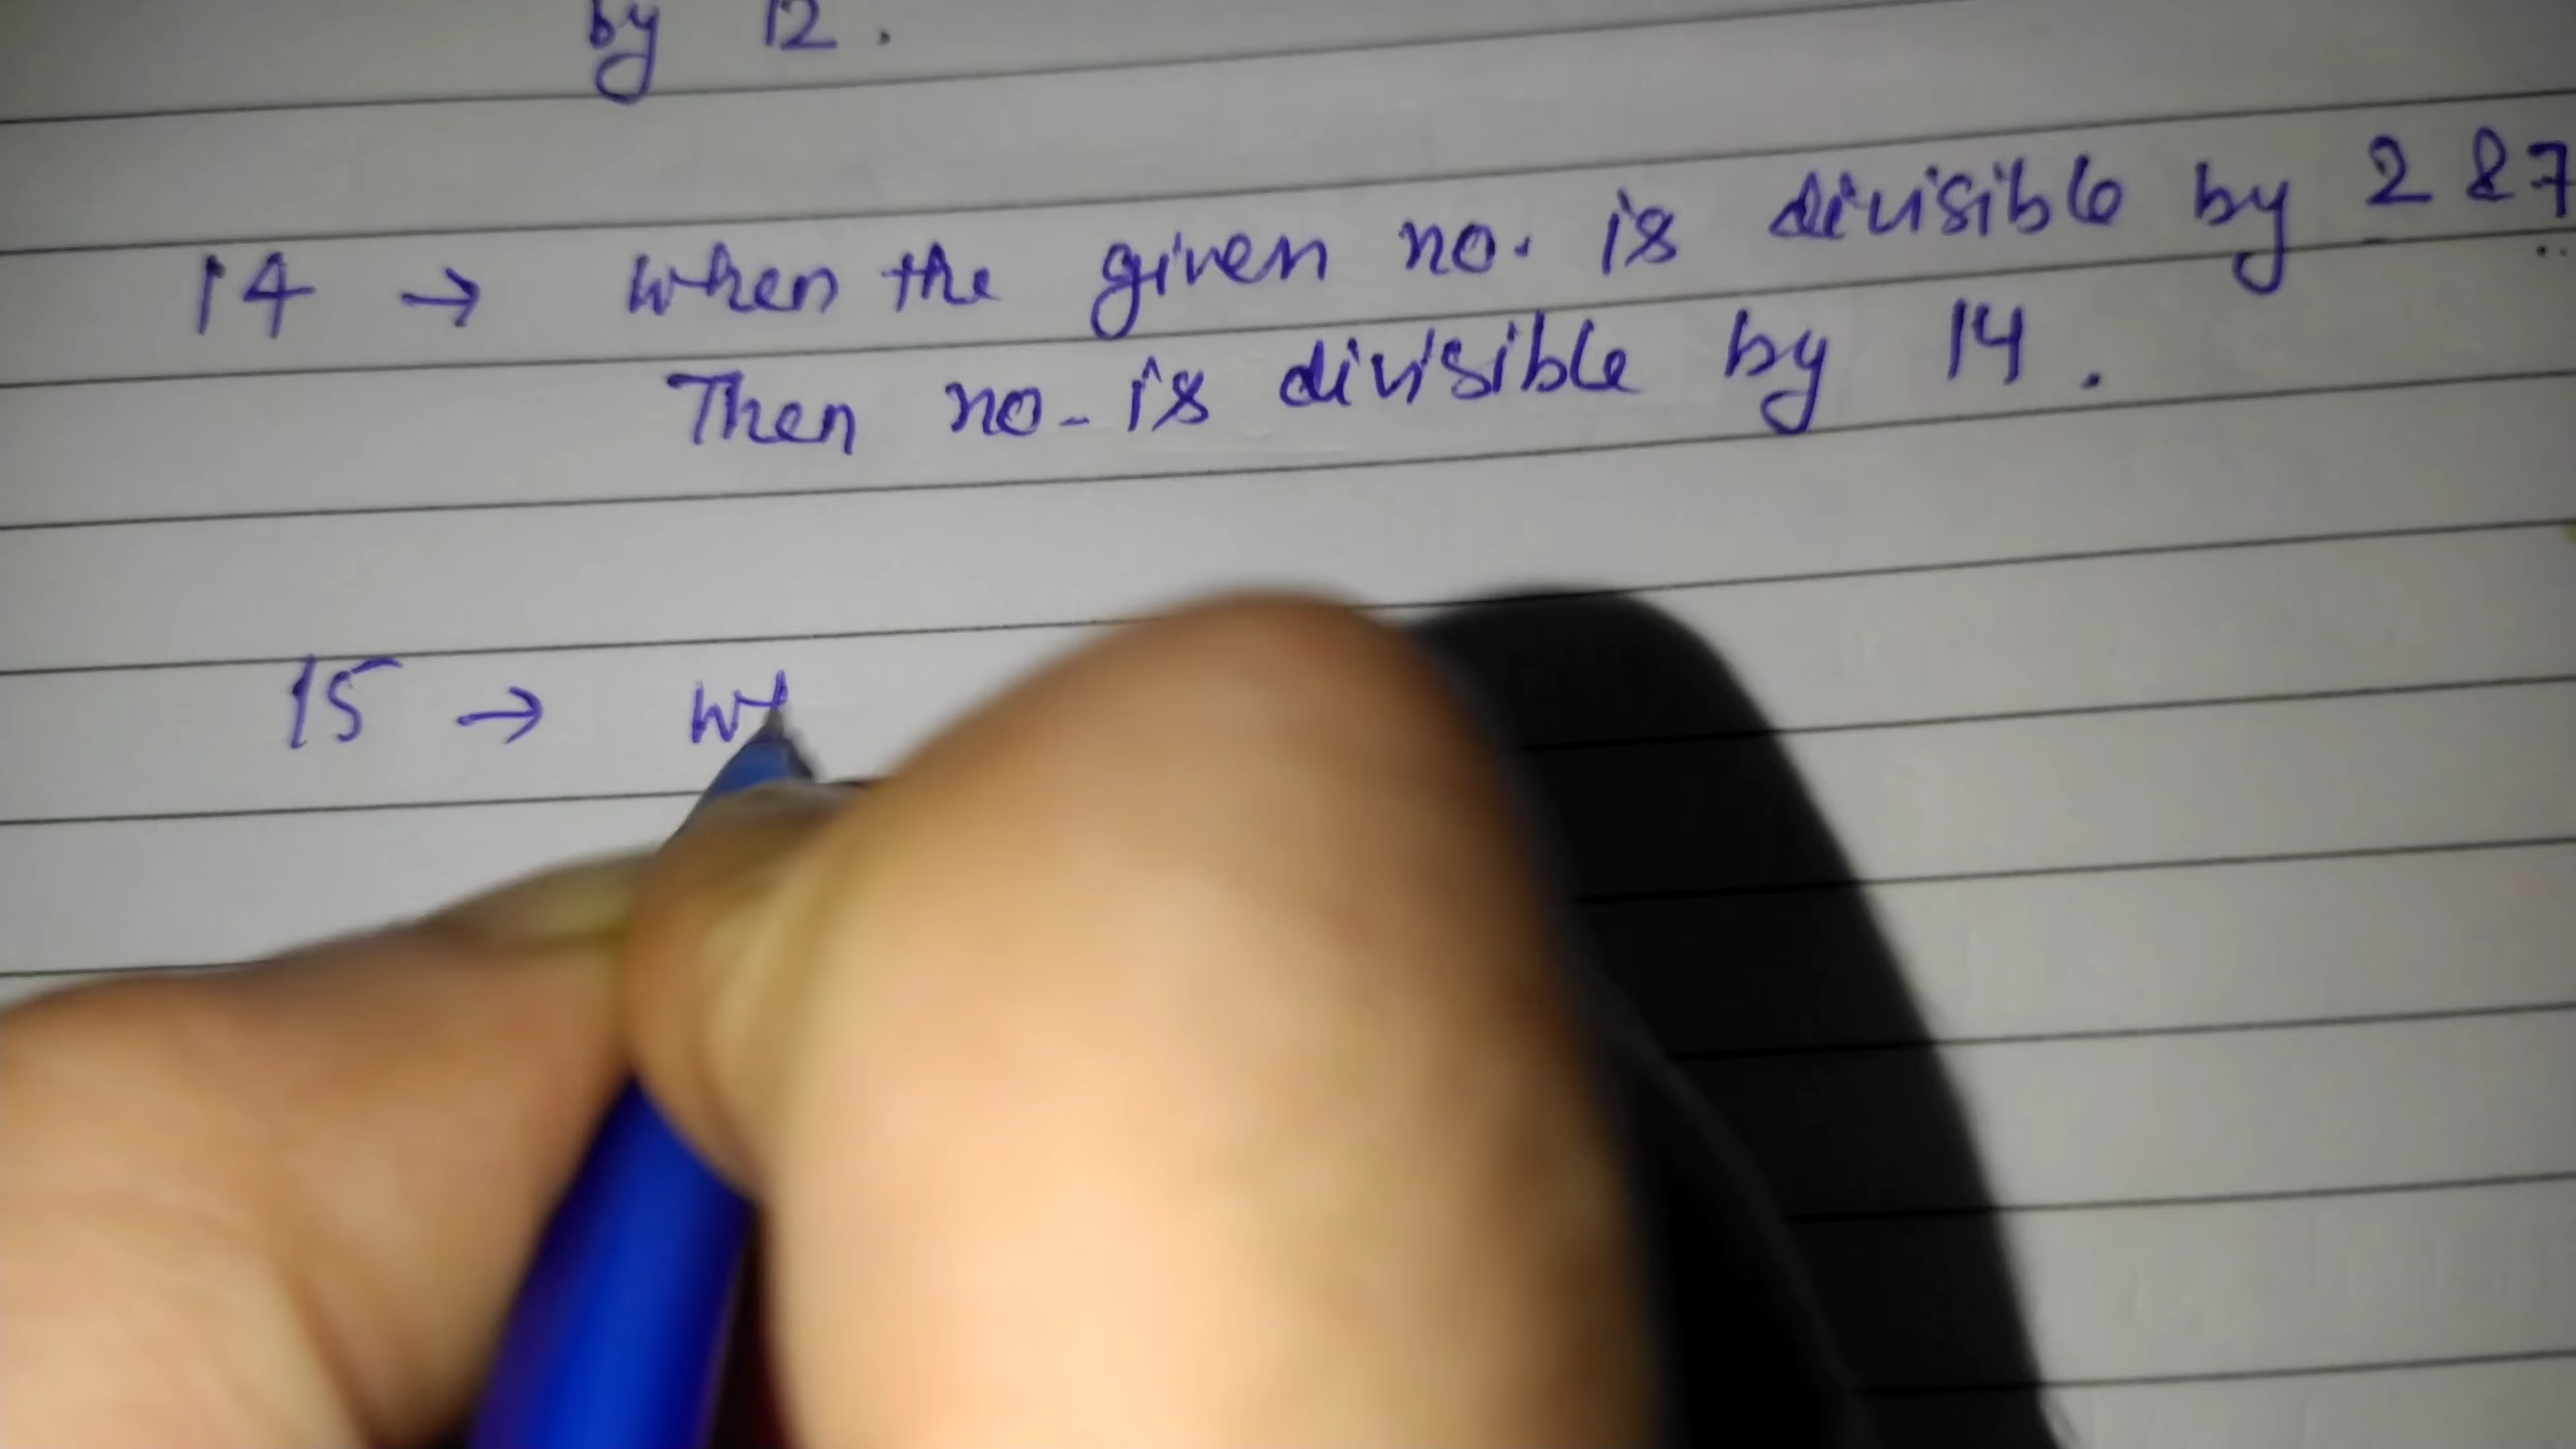 by 12.
14 → When the given no. is divisible by 2 & 7
Then no. is divisible by 14.
15 → Wh